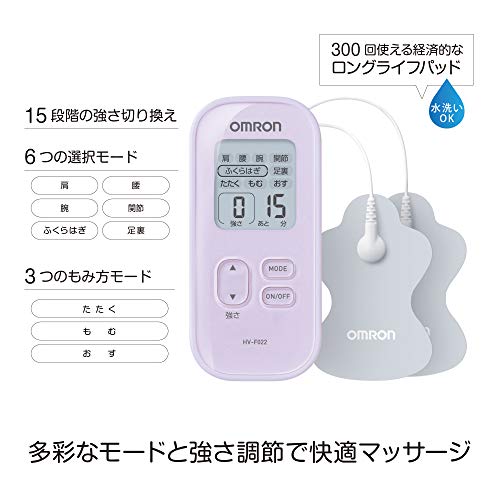 300回使える経済的な
ロングライフパッド
水洗い
OK
15段階の強さ切り換え
6つの選択モード
肩 腰
腕 関節
ふくらはぎ 足裏
3つのもみ方モード
たたく
もむ
おす
OMRON
肩 腰 腕 関節
ふくらはぎ 足裏
たたく もむ おす
0 15
強さ あと 分
▲ MODE
▼ ON/OFF
強さ
HV-F022
OMRON
多彩なモードと強さ調節で快適マッサージ